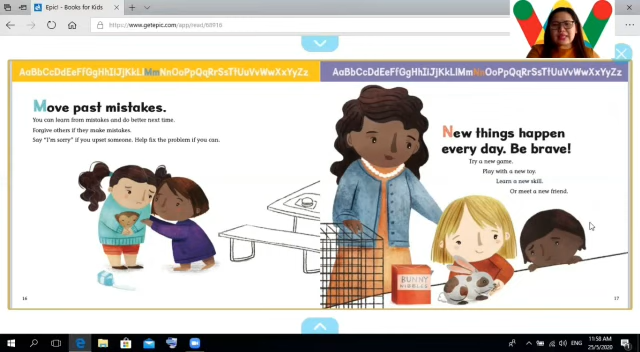 Epic! - Books for Kids
https://www.getepic.com/app/read/68916
AaBbCcDdEeFfGgHhIiJjKkLlMmNnOoPpQqRrSsTtUuVvWwXxYyZz
AaBbCcDdEeFfGgHhIiJjKkLlMmNnOoPpQqRrSsTtUuVvWwXxYyZz
Move past mistakes.
You can learn from mistakes and do better next time.
Forgive others if they make mistakes.
Say "I'm sorry" if you upset someone. Help fix the problem if you can.
New things happen
every day. Be brave!
Try a new game.
Play with a new toy.
Learn a new skill.
Or meet a new friend.
BUNNY
NIBBLES
16
17
ENG
11:58 AM
25/5/2020